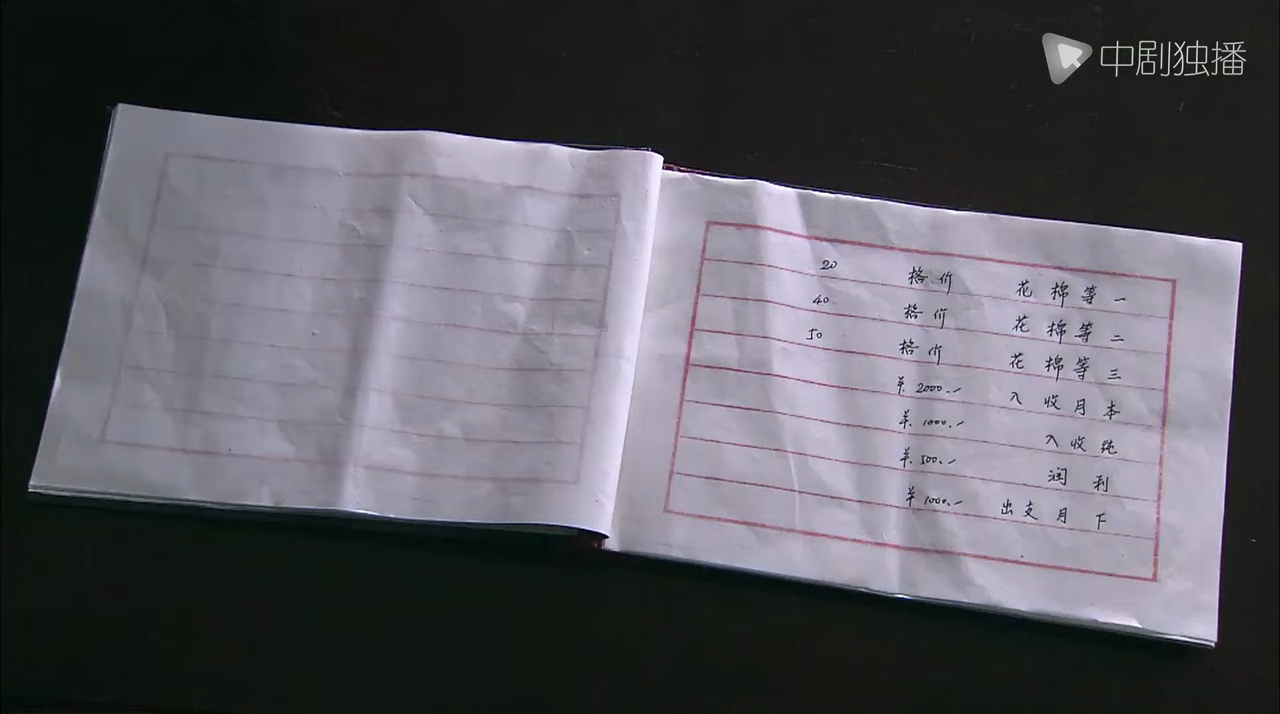 中剧独播
一等棉花 价格 20
二等棉花 价格 40
三等棉花 价格 50
本月收入 ¥2000.-
纯收入 ¥1000.-
利润 ¥500.-
下月支出 ¥1000.-